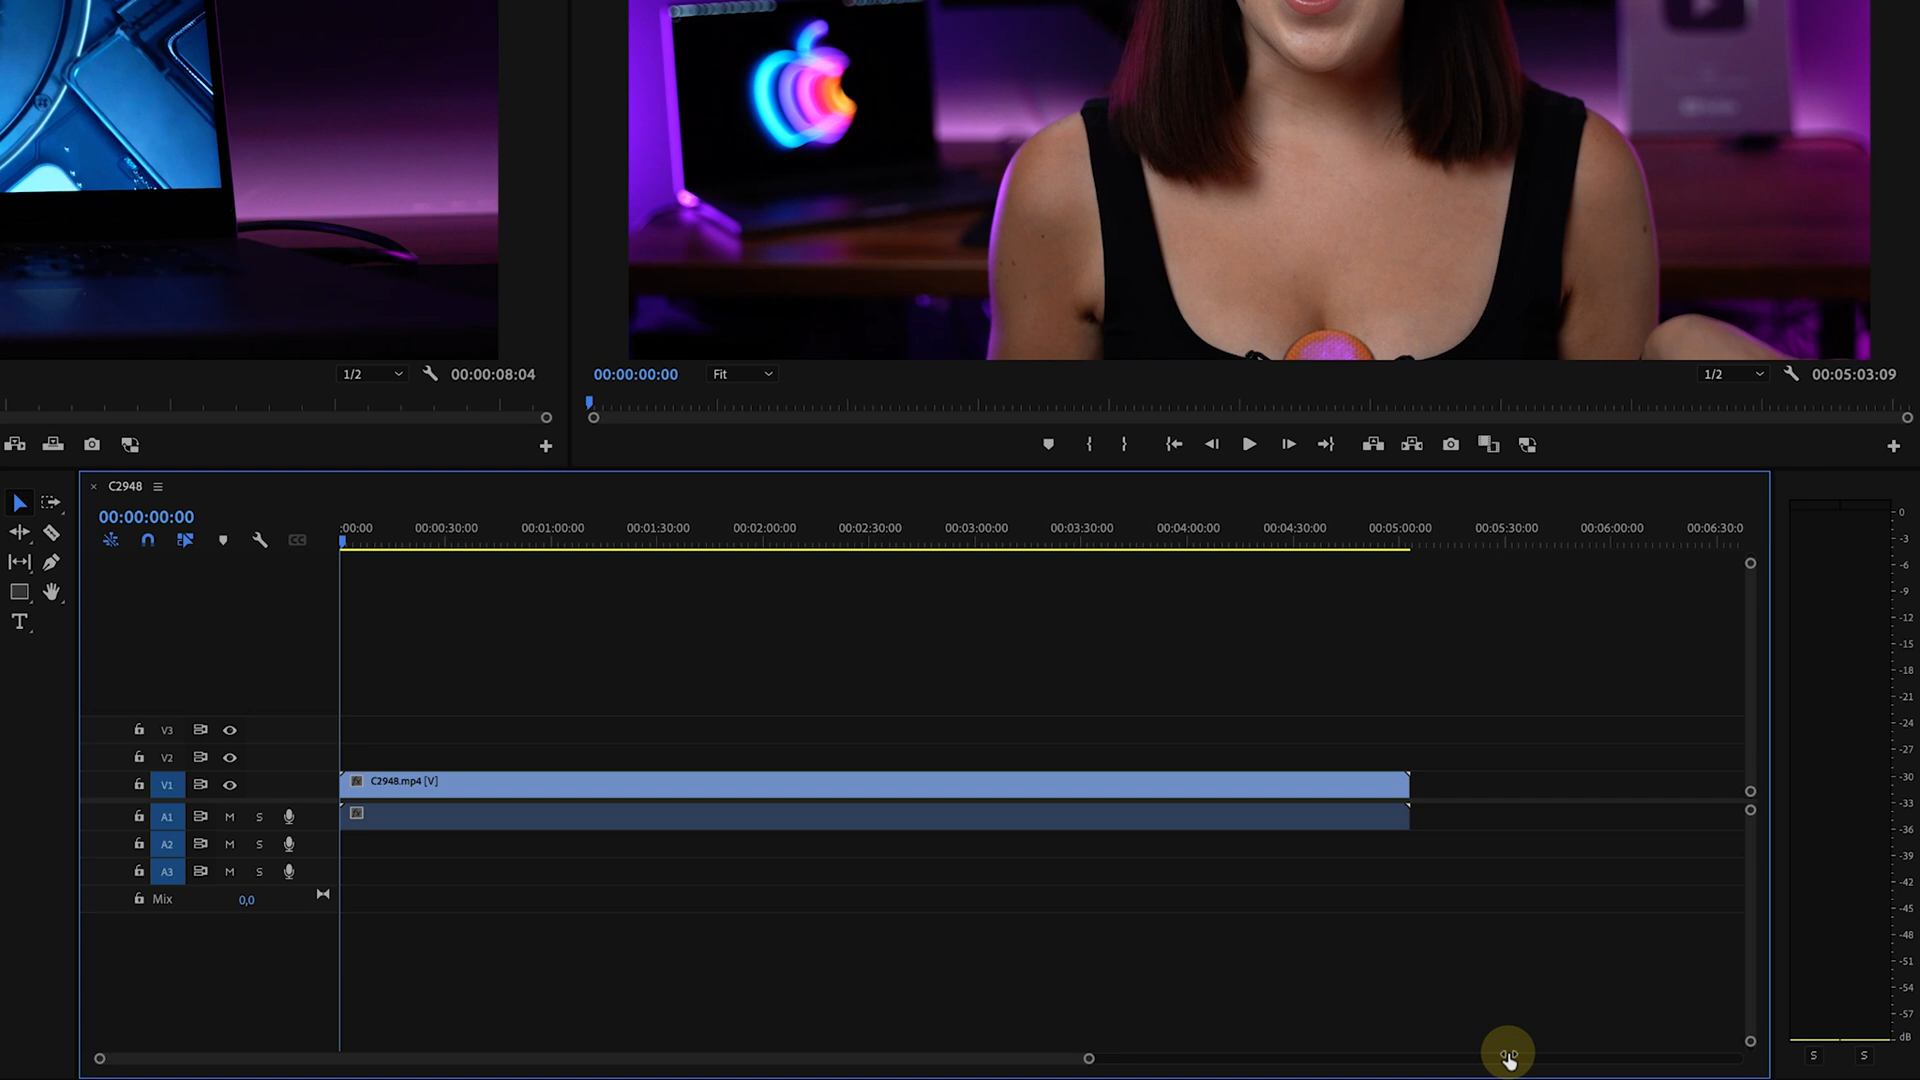 1/2
00:00:08:04
00:00:00:00
Fit
1/2
00:05:03:09
× C2948
00:00:00:00
:00:00
00:00:30:00
00:01:00:00
00:01:30:00
00:02:00:00
00:02:30:00
00:03:00:00
00:03:30:00
00:04:00:00
00:04:30:00
00:05:00:00
00:05:30:00
00:06:00:00
00:06:30:0
CC
T
V3
V2
V1
C2948.mp4 [V]
fx
A1 M S
fx
A2 M S
A3 M S
Mix 0,0
0
-3
-6
-9
-12
-15
-18
-21
-24
-27
-30
-33
-36
-39
-42
-45
-48
-51
-54
-57
dB
S S